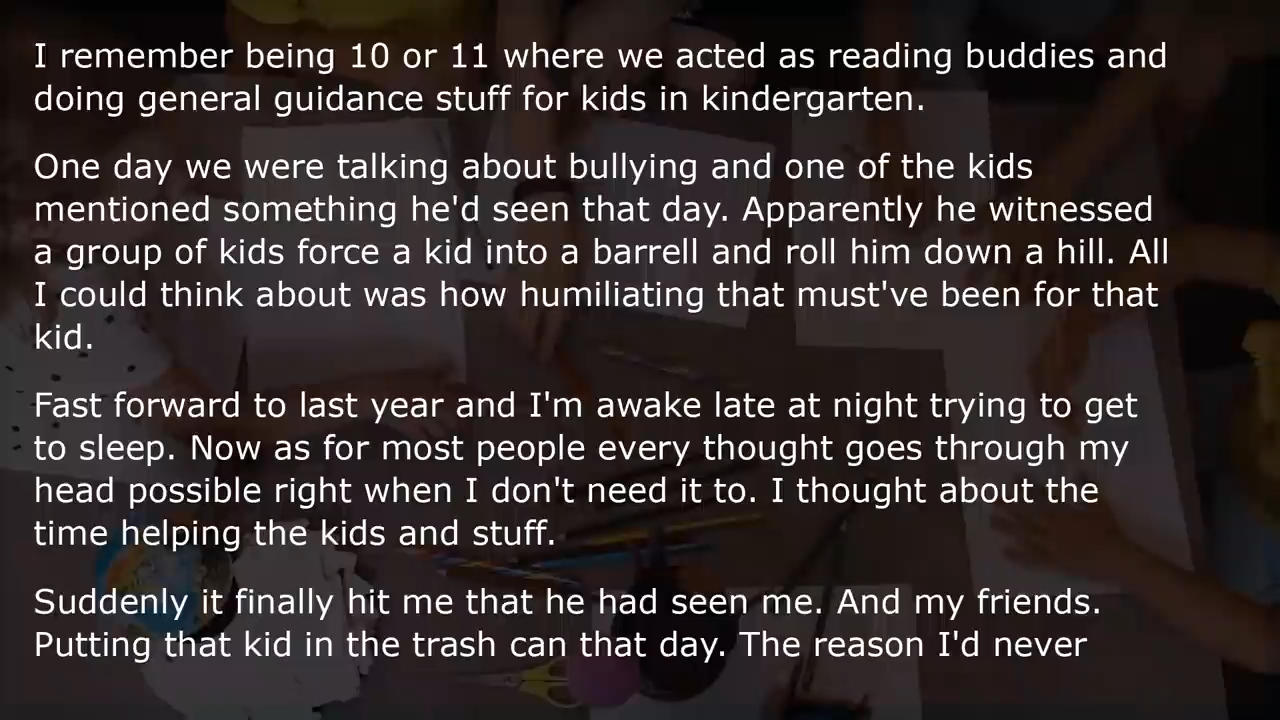 I remember being 10 or 11 where we acted as reading buddies and
doing general guidance stuff for kids in kindergarten.
One day we were talking about bullying and one of the kids
mentioned something he'd seen that day. Apparently he witnessed
a group of kids force a kid into a barrell and roll him down a hill. All
I could think about was how humiliating that must've been for that
kid.
Fast forward to last year and I'm awake late at night trying to get
to sleep. Now as for most people every thought goes through my
head possible right when I don't need it to. I thought about the
time helping the kids and stuff.
Suddenly it finally hit me that he had seen me. And my friends.
Putting that kid in the trash can that day. The reason I'd never